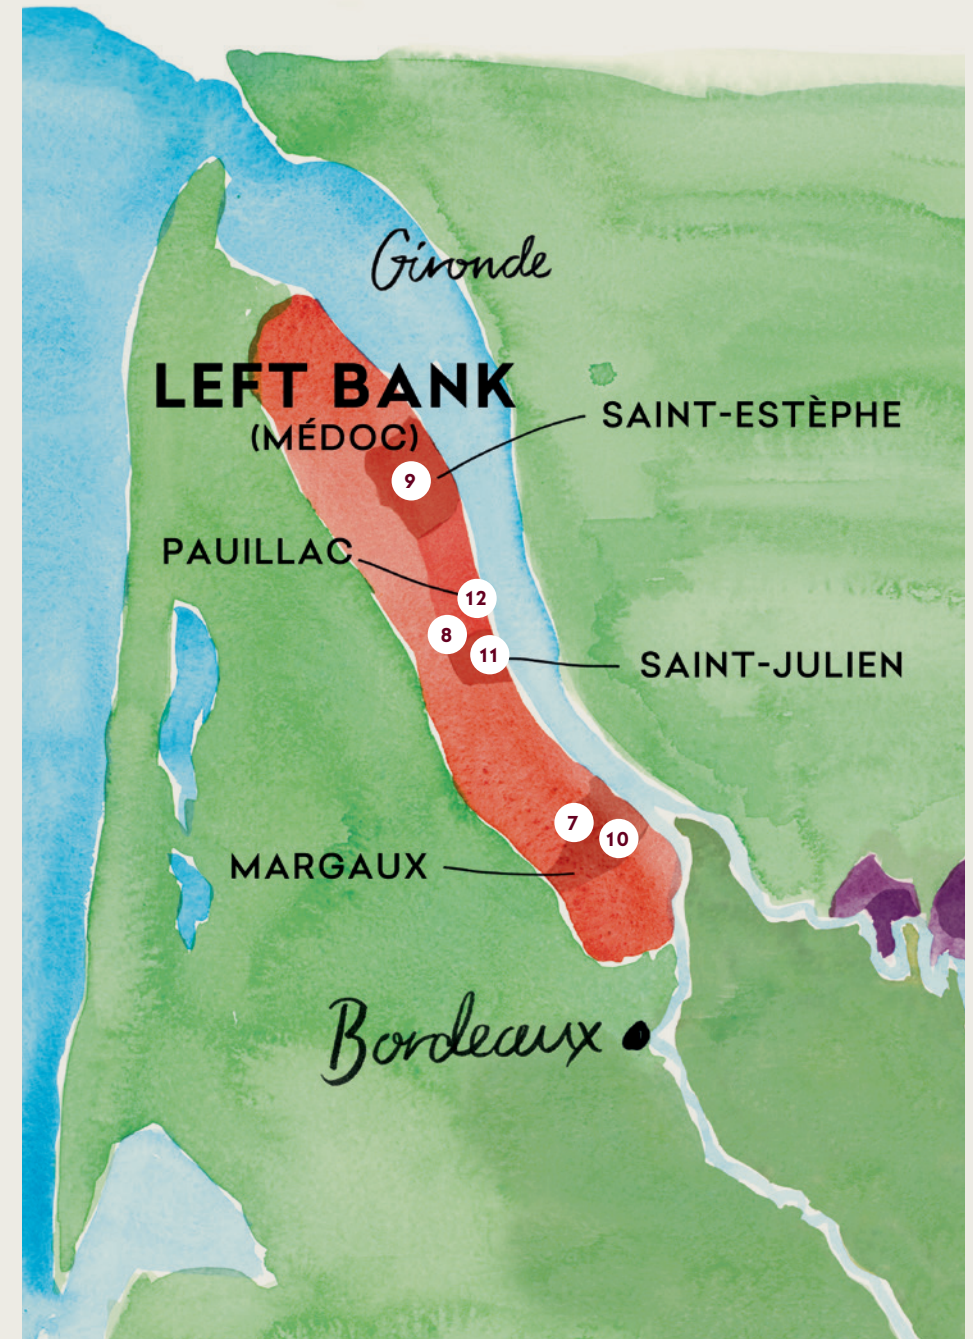 Gironde
LEFT BANK
(MÉDOC)
SAINT-ESTÈPHE
9
PAUILLAC
12
8
11
SAINT-JULIEN
7
10
MARGAUX
Bordeaux